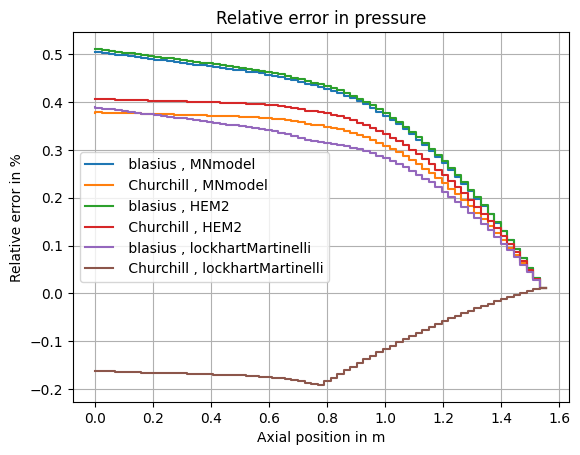 Relative error in pressure
0.5
0.4
0.3
0.2
0.1
0.0
−0.1
−0.2
Relative error in %
blasius , MNmodel
Churchill , MNmodel
blasius , HEM2
Churchill , HEM2
blasius , lockhartMartinelli
Churchill , lockhartMartinelli
0.0 0.2 0.4 0.6 0.8 1.0 1.2 1.4 1.6
Axial position in m